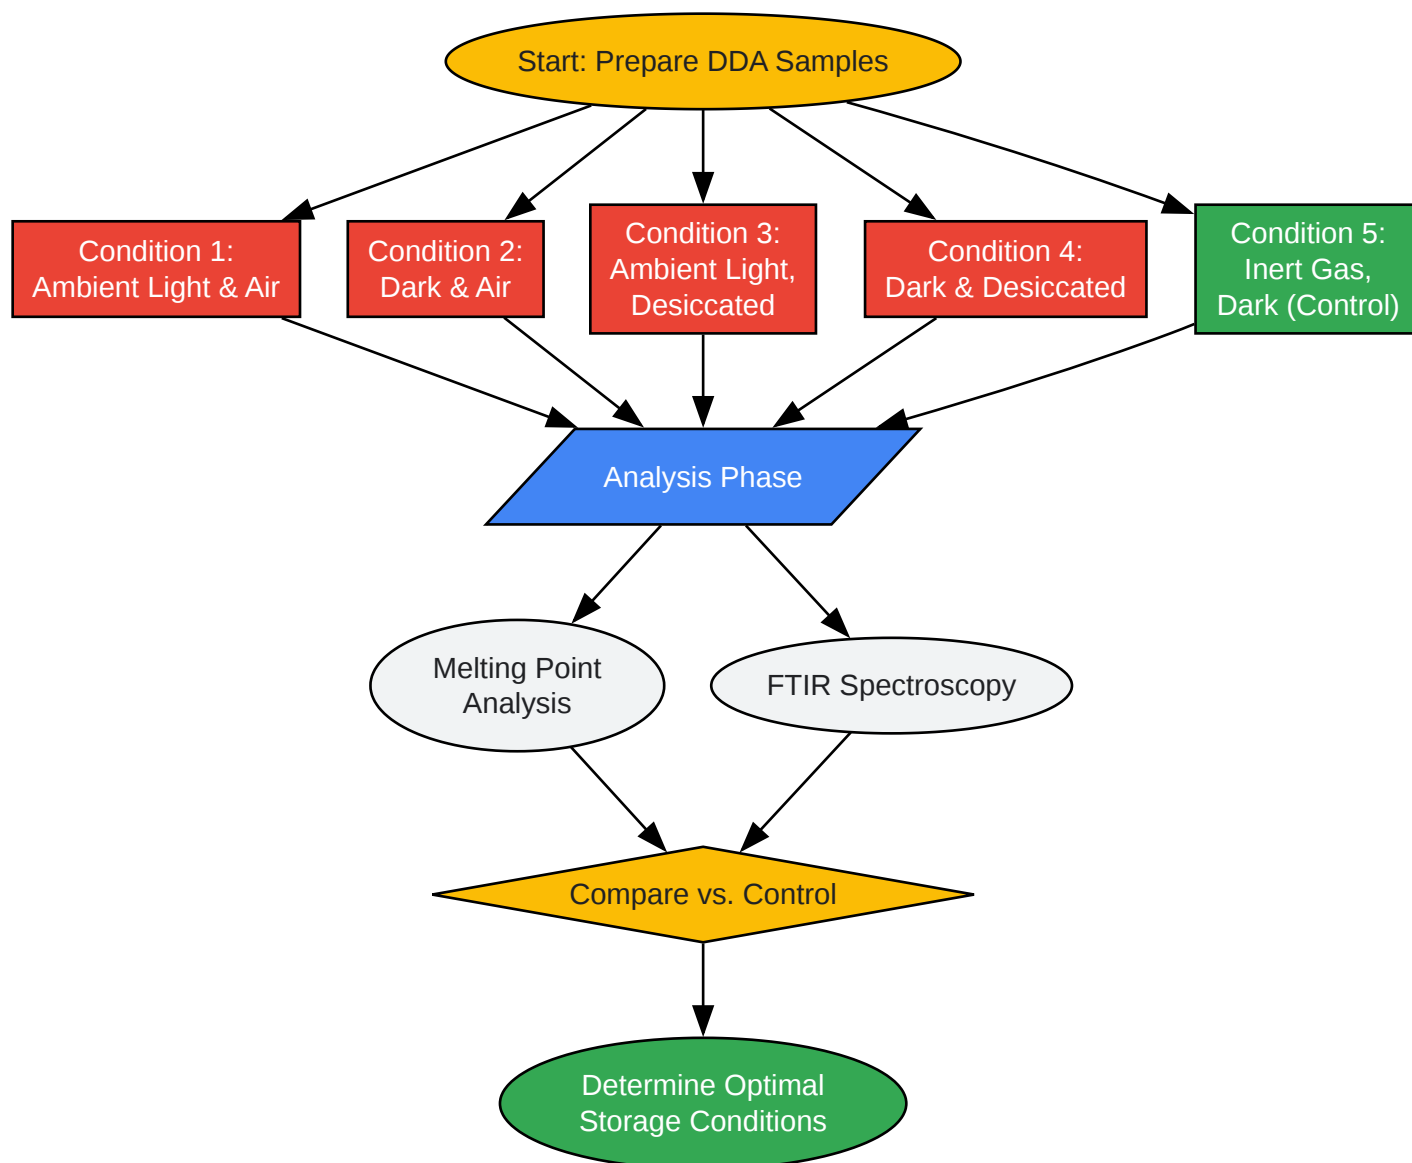 Start: Prepare DDA Samples
Condition 1:
Ambient Light & Air
Condition 2:
Dark & Air
Condition 3:
Ambient Light,
Desiccated
Condition 4:
Dark & Desiccated
Condition 5:
Inert Gas,
Dark (Control)
Analysis Phase
Melting Point
Analysis
FTIR Spectroscopy
Compare vs. Control
Determine Optimal
Storage Conditions